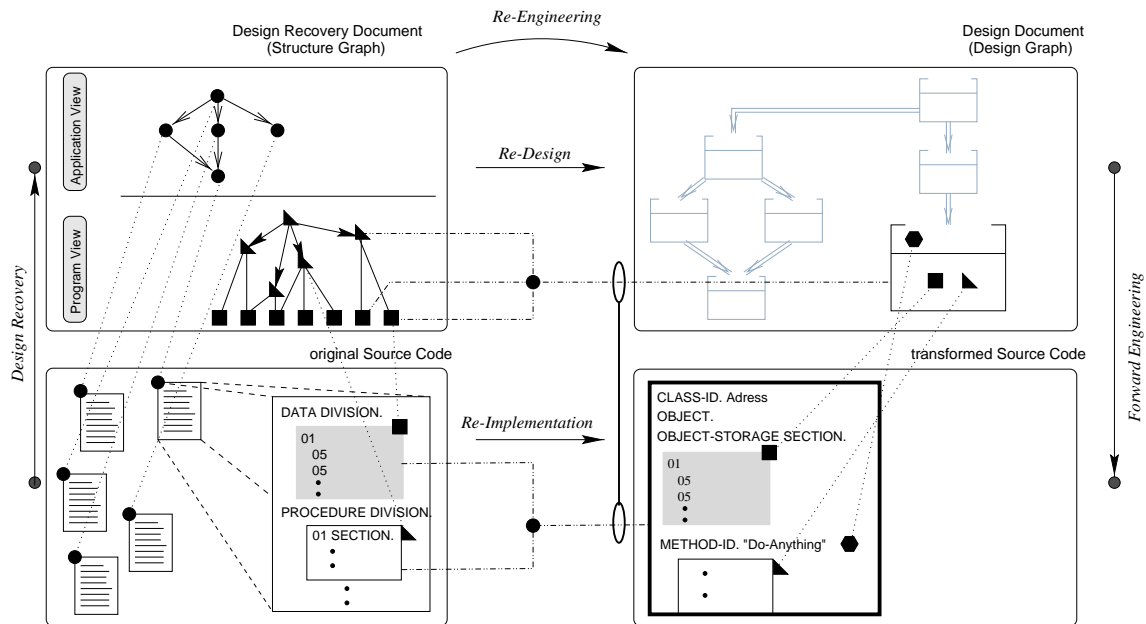 Re-Engineering
Design Recovery Document
(Structure Graph)
Design Document
(Design Graph)
Application View
Program View
Re-Design
Design Recovery
Forward Engineering
original Source Code
transformed Source Code
DATA DIVISION.
01
05
05
PROCEDURE DIVISION.
01 SECTION.
Re-Implementation
CLASS-ID. Adress
OBJECT.
OBJECT-STORAGE SECTION.
01
05
05
METHOD-ID. "Do-Anything"